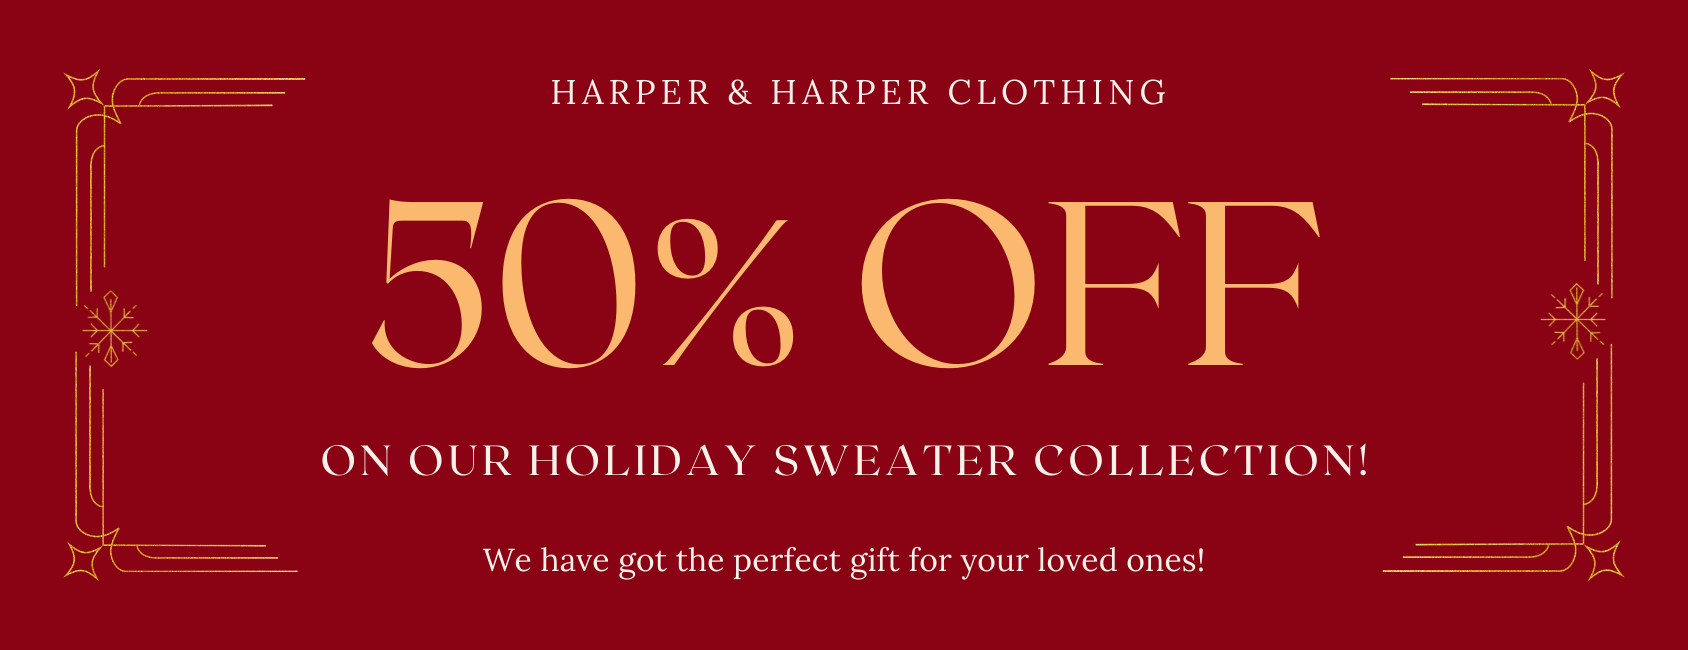 HARPER & HARPER CLOTHING
50% OFF
ON OUR HOLIDAY SWEATER COLLECTION!
We have got the perfect gift for your loved ones!